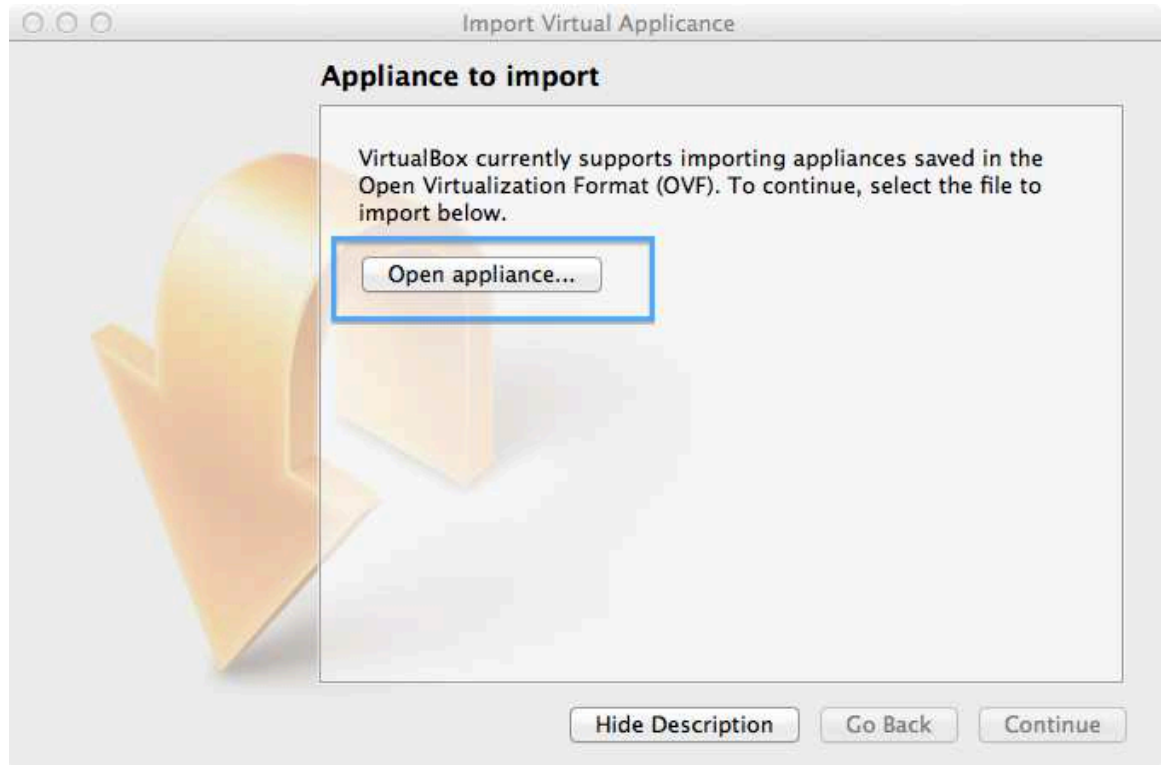 Import Virtual Applicance
Appliance to import
VirtualBox currently supports importing appliances saved in the
Open Virtualization Format (OVF). To continue, select the file to
import below.
Open appliance...
Hide Description
Go Back
Continue